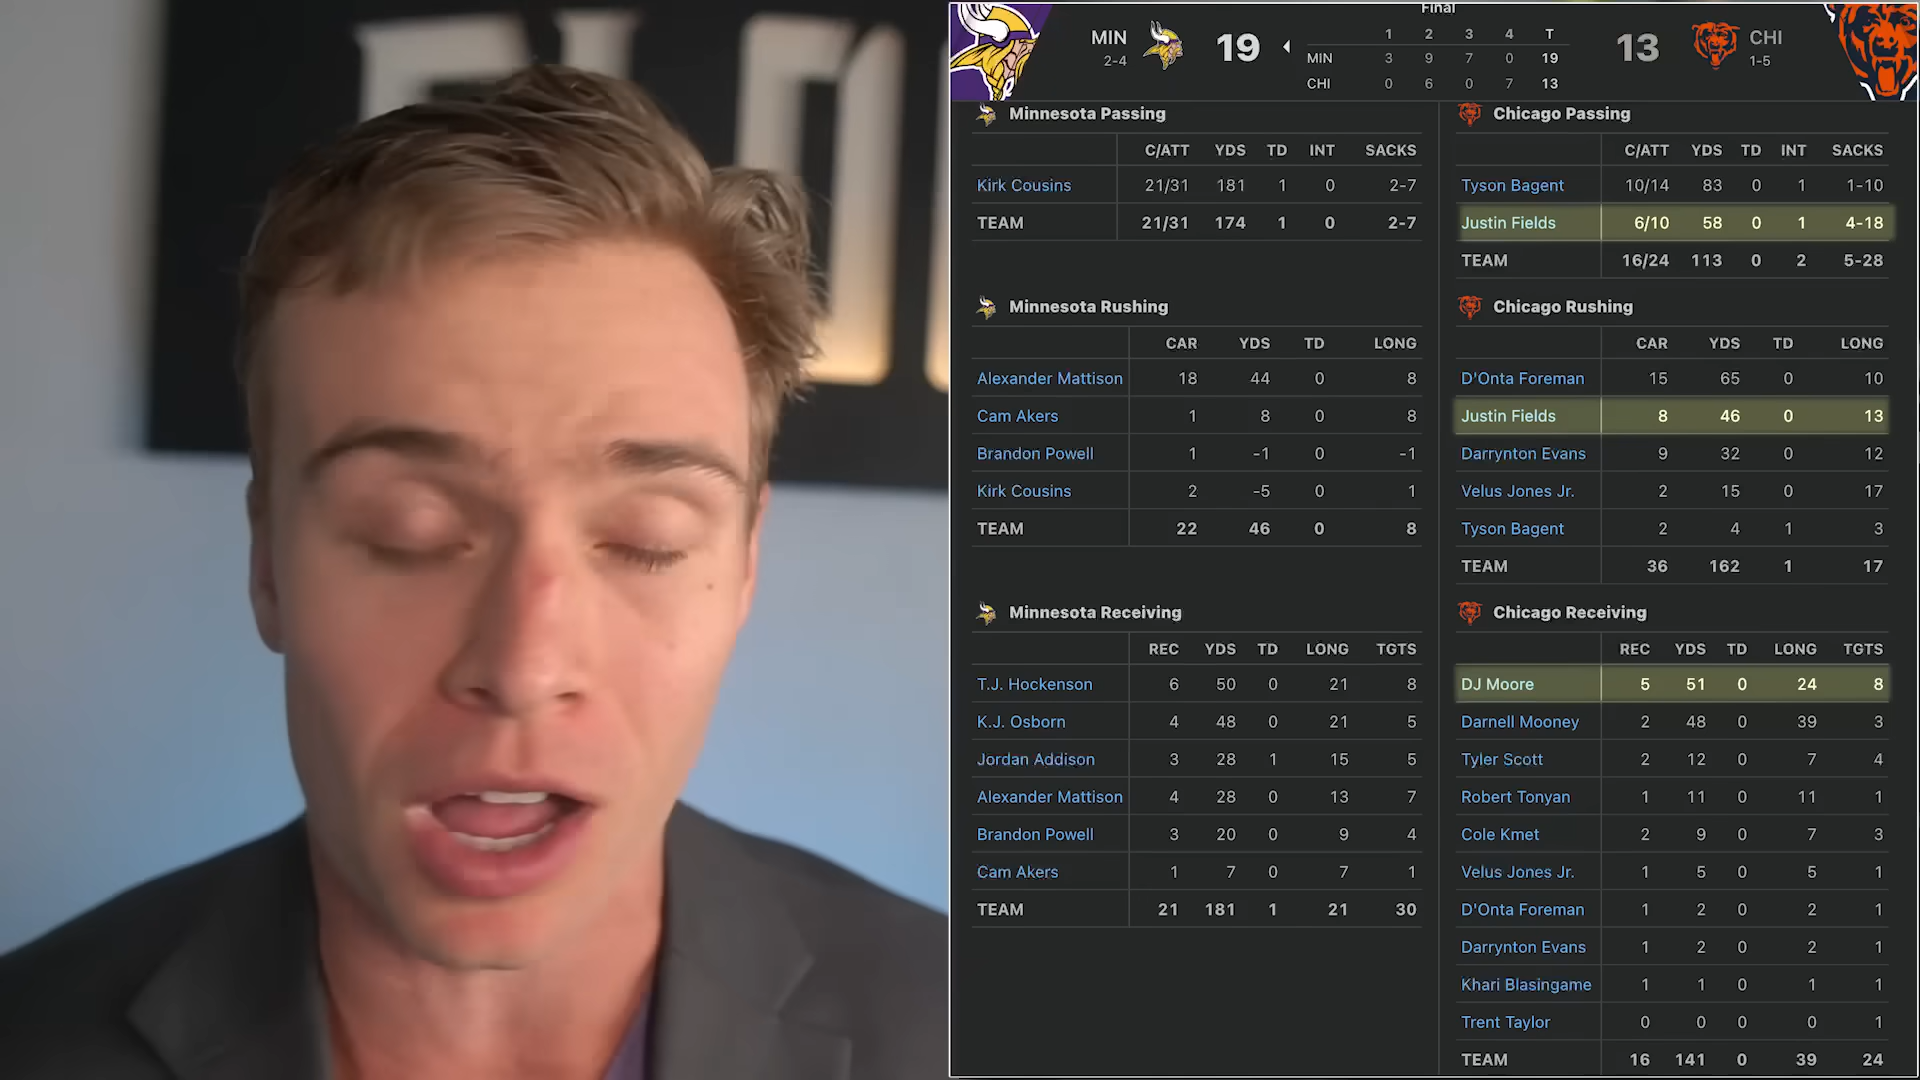 Final
MIN 19 1 2 3 4 T 13 CHI
2-4 MIN 3 9 7 0 19 1-5
CHI 0 6 0 7 13
Minnesota Passing
C/ATT YDS TD INT SACKS
Kirk Cousins 21/31 181 1 0 2-7
TEAM 21/31 174 1 0 2-7
Minnesota Rushing
CAR YDS TD LONG
Alexander Mattison 18 44 0 8
Cam Akers 1 8 0 8
Brandon Powell 1 -1 0 -1
Kirk Cousins 2 -5 0 1
TEAM 22 46 0 8
Minnesota Receiving
REC YDS TD LONG TGTS
T.J. Hockenson 6 50 0 21 8
K.J. Osborn 4 48 0 21 5
Jordan Addison 3 28 1 15 5
Alexander Mattison 4 28 0 13 7
Brandon Powell 3 20 0 9 4
Cam Akers 1 7 0 7 1
TEAM 21 181 1 21 30
Chicago Passing
C/ATT YDS TD INT SACKS
Tyson Bagent 10/14 83 0 1 1-10
Justin Fields 6/10 58 0 1 4-18
TEAM 16/24 113 0 2 5-28
Chicago Rushing
CAR YDS TD LONG
D'Onta Foreman 15 65 0 10
Justin Fields 8 46 0 13
Darrynton Evans 9 32 0 12
Velus Jones Jr. 2 15 0 17
Tyson Bagent 2 4 1 3
TEAM 36 162 1 17
Chicago Receiving
REC YDS TD LONG TGTS
DJ Moore 5 51 0 24 8
Darnell Mooney 2 48 0 39 3
Tyler Scott 2 12 0 7 4
Robert Tonyan 1 11 0 11 1
Cole Kmet 2 9 0 7 3
Velus Jones Jr. 1 5 0 5 1
D'Onta Foreman 1 2 0 2 1
Darrynton Evans 1 2 0 2 1
Khari Blasingame 1 1 0 1 1
Trent Taylor 0 0 0 0 1
TEAM 16 141 0 39 24